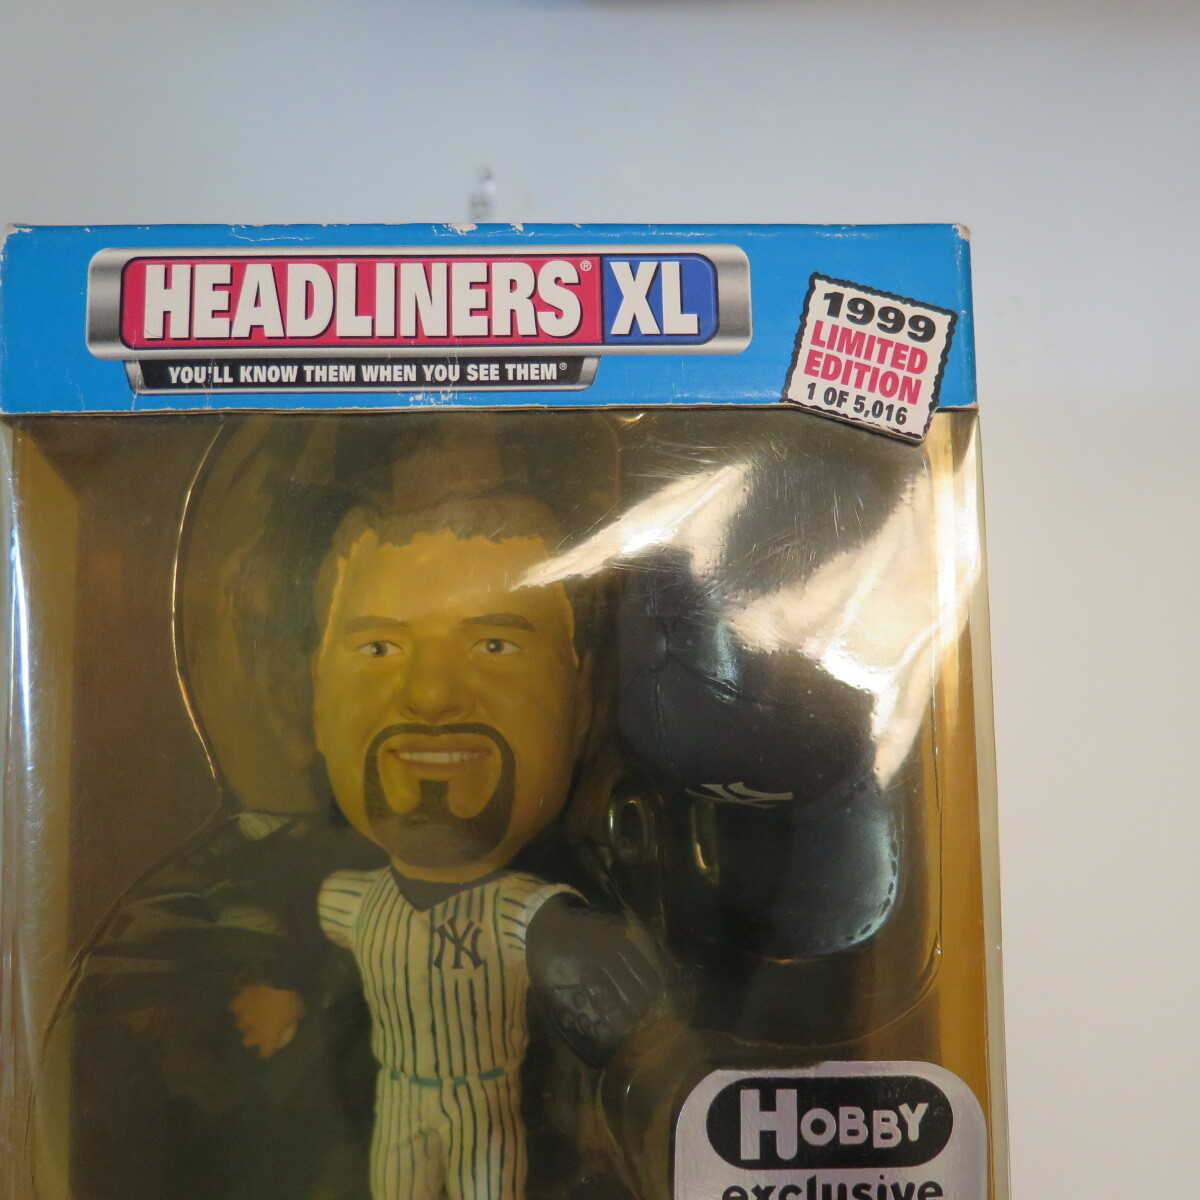 HEADLINERS® XL
YOU'LL KNOW THEM WHEN YOU SEE THEM®
1999
LIMITED
EDITION
1 OF 5,016
NY
NY
HOBBY
exclusive